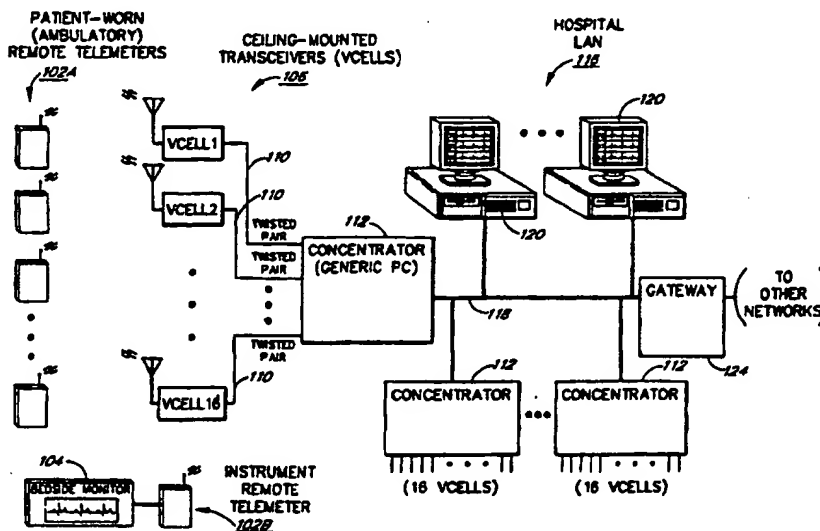 PATIENT-WORN
(AMBULATORY)
REMOTE TELEMETERS
102A
CEILING-MOUNTED
TRANSCEIVERS (VCELLS)
106
HOSPITAL
LAN
116
120
VCELL1
110
VCELL2
110
TWISTED
PAIR
TWISTED
PAIR
112
CONCENTRATOR
(GENERIC PC)
120
TWISTED
PAIR
110
VCELL16
118
GATEWAY
124
TO
OTHER
NETWORKS
112
CONCENTRATOR
112
CONCENTRATOR
(16 VCELLS)
(16 VCELLS)
104
BEDSIDE MONITOR
INSTRUMENT
REMOTE
TELEMETER
102B